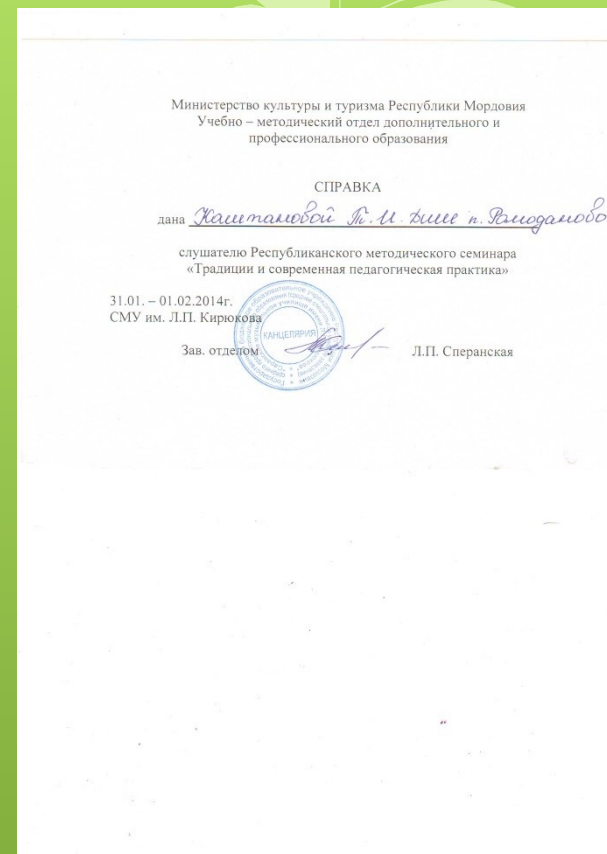 Министерство культуры и туризма Республики Мордовия
Учебно – методический отдел дополнительного и
профессионального образования
СПРАВКА
дана Каштановой Т.И. п. Ромоданово
слушателю Республиканского методического семинара
«Традиции и современная педагогическая практика»
31.01. – 01.02.2014г.
СМУ им. Л.П. Кирюкова
КАНЦЕЛЯРИЯ
Зав. отделом Л.П. Сперанская